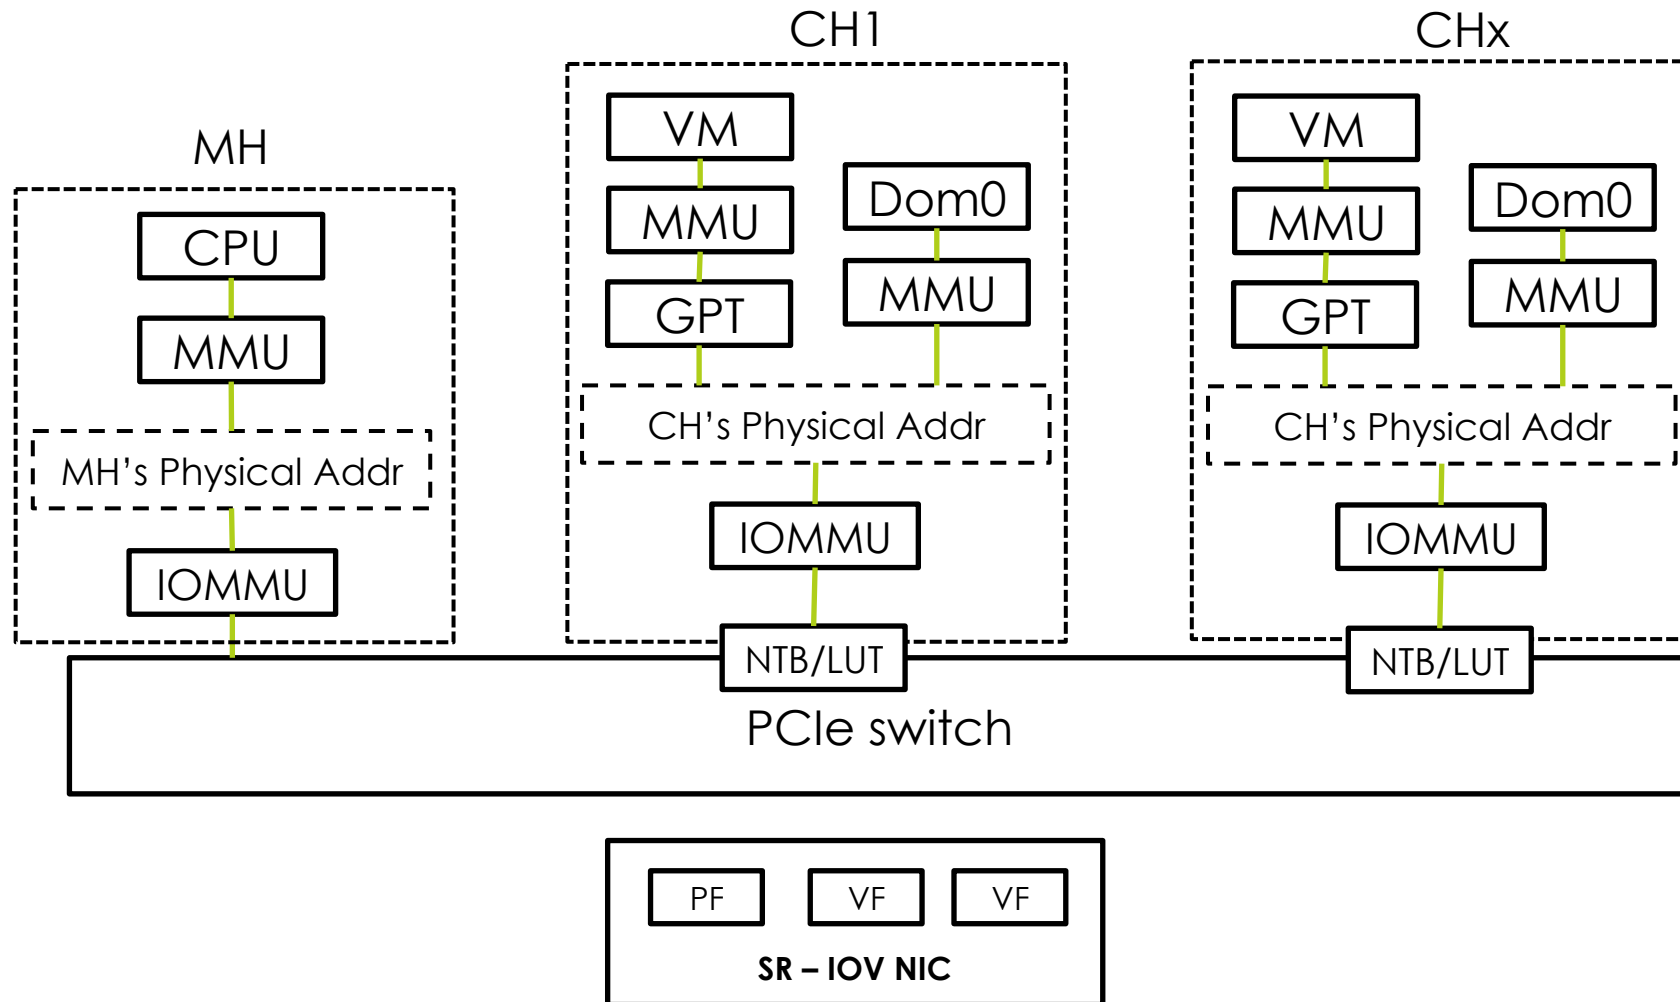 MH
CPU
MMU
MH's Physical Addr
IOMMU
CH1
VM
MMU
GPT
Dom0
MMU
CH's Physical Addr
IOMMU
NTB/LUT
CHx
VM
MMU
GPT
Dom0
MMU
CH's Physical Addr
IOMMU
NTB/LUT
PCIe switch
PF
VF
VF
SR – IOV NIC